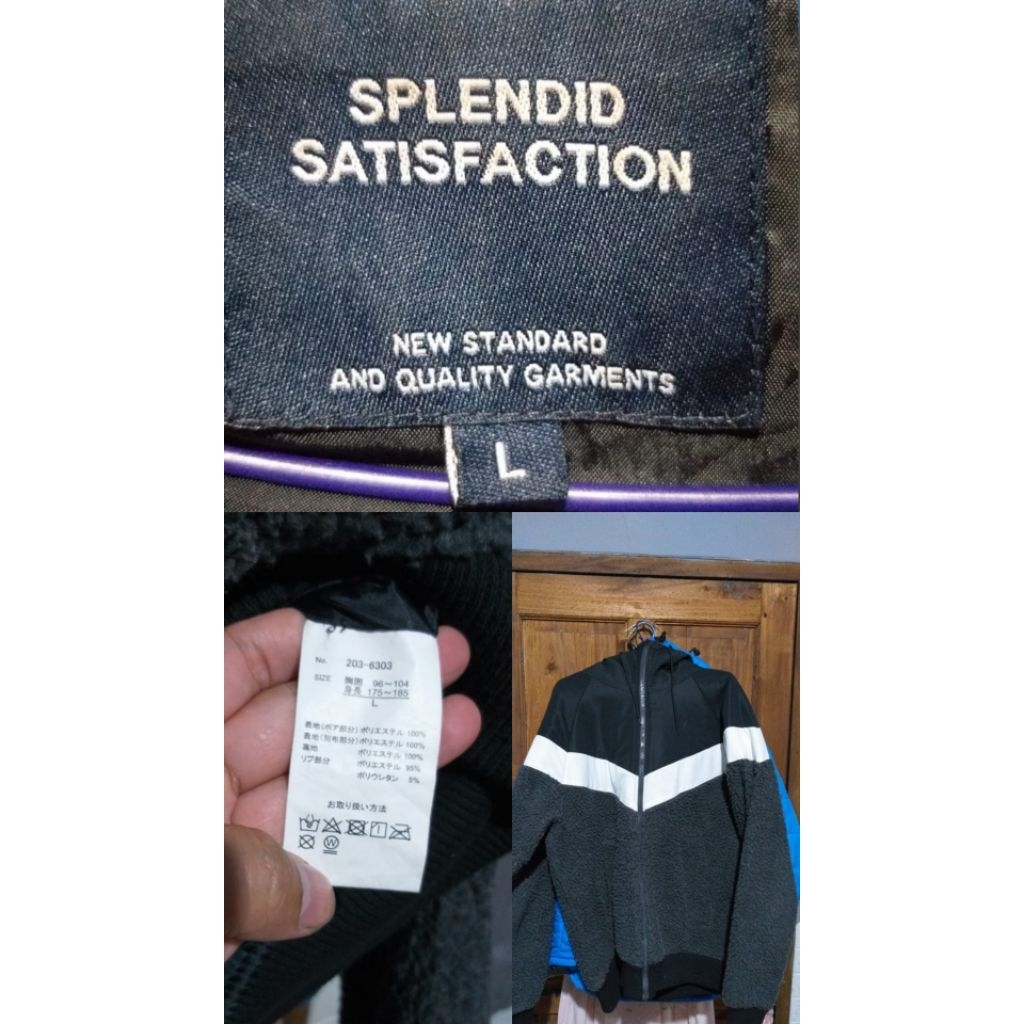 SPLENDID
SATISFACTION
NEW STANDARD
AND QUALITY GARMENTS
L
No. 203-6303
SIZE 胸囲 96〜104
身長 175〜185
L
表地(ボア部分) ポリエステル 100%
表地(別布部分) ポリエステル 100%
裏地 ポリエステル 100%
リブ部分 ポリエステル 95%
ポリウレタン 5%
お取り扱い方法
W